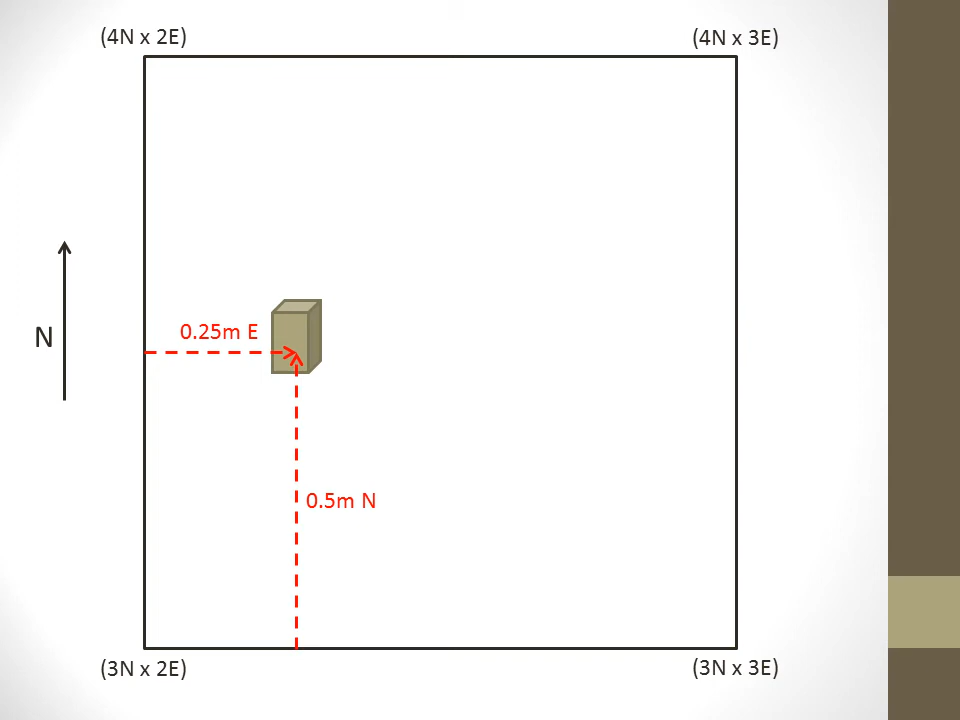 (4N x 2E)
(4N x 3E)
N
0.25m E
0.5m N
(3N x 2E)
(3N x 3E)